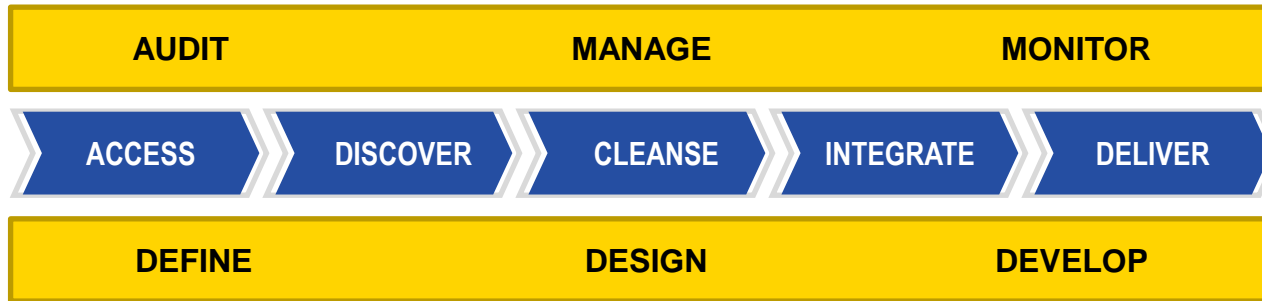 AUDIT MANAGE MONITOR
ACCESS DISCOVER CLEANSE INTEGRATE DELIVER
DEFINE DESIGN DEVELOP